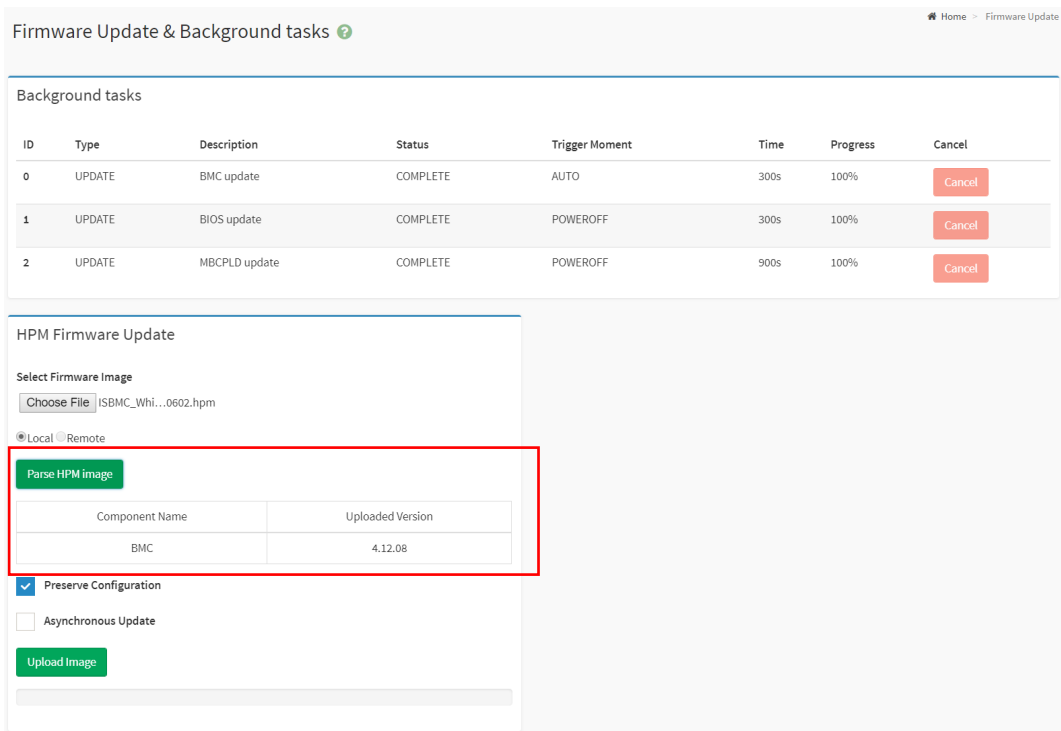 Firmware Update & Background tasks ?
Home > Firmware Update
Background tasks
ID Type Description Status Trigger Moment Time Progress Cancel
0 UPDATE BMC update COMPLETE AUTO 300s 100% Cancel
1 UPDATE BIOS update COMPLETE POWEROFF 300s 100% Cancel
2 UPDATE MBCPLD update COMPLETE POWEROFF 900s 100% Cancel
HPM Firmware Update
Select Firmware Image
Choose File ISBMC_Whi...0602.hpm
Local Remote
Parse HPM image
Component Name Uploaded Version
BMC 4.12.08
Preserve Configuration
Asynchronous Update
Upload Image